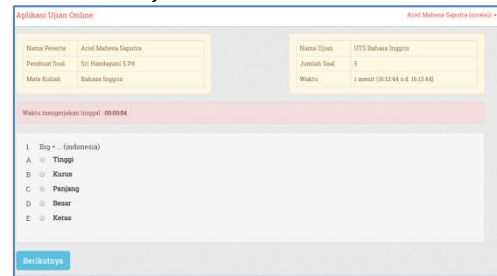 Aplikasi Ujian Online
Ariel Mahesa Saputra (siswa1)
Nama Peserta Ariel Mahesa Saputra
Pembuat Soal Sri Handayani S.Pd
Mata Kuliah Bahasa Inggris
Nama Ujian UTS Bahasa Inggris
Jumlah Soal 5
Waktu 1 menit (16:12:44 s.d. 16:13:44)
Waktu mengerjakan tinggal 00:00:54
1 Big = ... (indonesia)
A Tinggi
B Kurus
C Panjang
D Besar
E Keras
Berikutnya